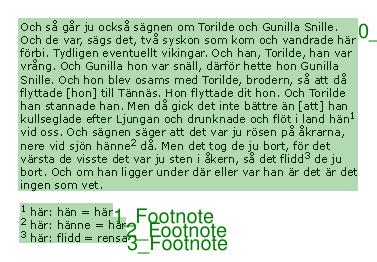 Och så går ju också sägnen om Torilde och Gunilla Snille.
Och de var, sägs det, två syskon som kom och vandrade här
förbi. Tydligen eventuellt vikingar. Och han, Torilde, han var
vrång. Och Gunilla hon var snäll, därför hette hon Gunilla
Snille. Och hon blev osams med Torilde, brodern, så att då
flyttade [hon] till Tännäs. Hon flyttade dit hon. Och Torilde
han stannade han. Men då gick det inte bättre än [att] han
kullseglade efter Ljungan och drunknade och flöt i land hän¹
vid oss. Och sägnen säger att det var ju rösen på åkrarna,
nere vid sjön hänne² då. Men det tog de ju bort, för det
värsta de visste det var ju sten i åkern, så det flidd³ de ju
bort. Och om han ligger under där eller var han är det är det
ingen som vet.
¹ här: hän = här
² här: hänne = här
³ här: flidd = rensa
0_
1_Footnote
2_Footnote
3_Footnote